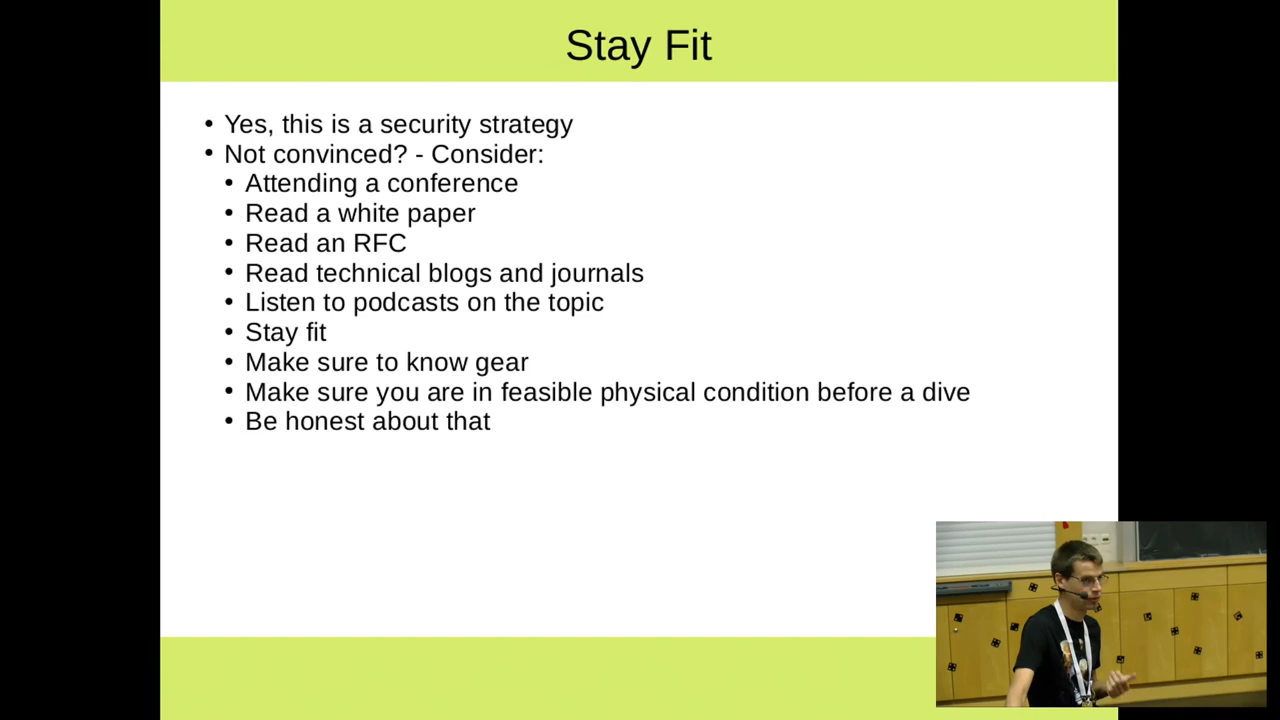 Stay Fit
• Yes, this is a security strategy
• Not convinced? - Consider:
• Attending a conference
• Read a white paper
• Read an RFC
• Read technical blogs and journals
• Listen to podcasts on the topic
• Stay fit
• Make sure to know gear
• Make sure you are in feasible physical condition before a dive
• Be honest about that